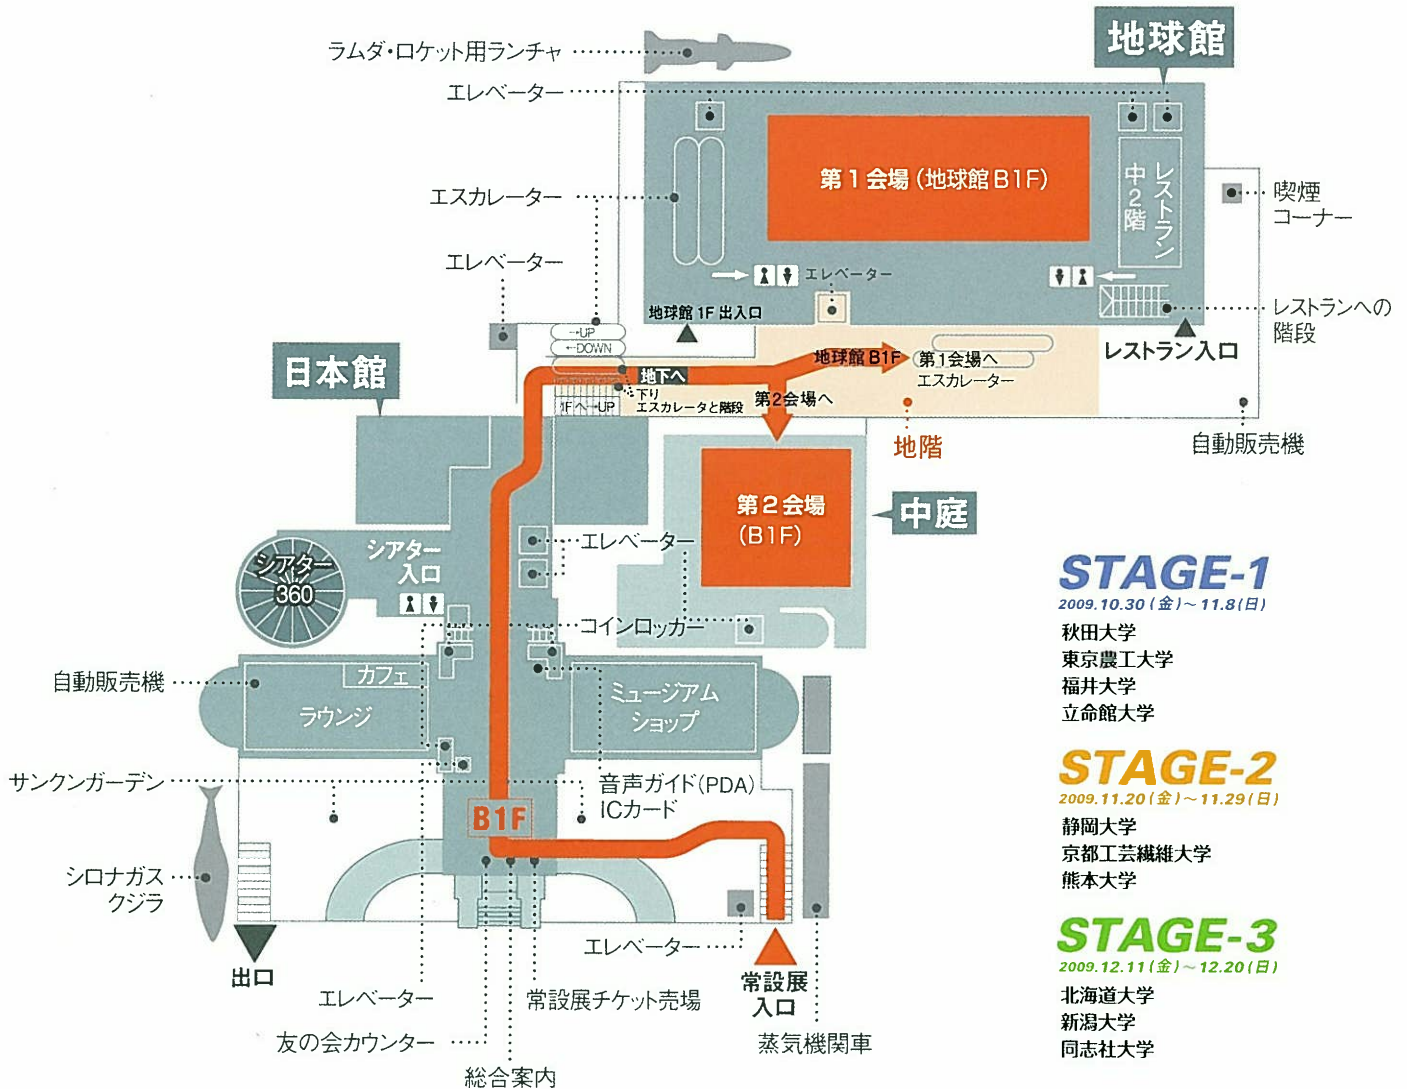 地球館
ラムダ・ロケット用ランチャ
エレベーター
第1会場(地球館B1F)
レストラン
中2階
エスカレーター
喫煙
コーナー
エレベーター
エレベーター
地球館1F出入口
レストランへの
階段
→UP
←DOWN
レストラン入口
日本館
地下へ
地球館B1F
第1会場へ
エスカレーター
下り
エスカレータと階段
1Fへ→UP
第2会場へ
地階
自動販売機
第2会場
(B1F)
中庭
シアター
入口
エレベーター
シアター
360
コインロッカー
自動販売機
カフェ
ラウンジ
ミュージアム
ショップ
サンクンガーデン
音声ガイド(PDA)
ICカード
B1F
シロナガス
クジラ
出口
エレベーター
常設展
入口
エレベーター
常設展チケット売場
友の会カウンター
蒸気機関車
総合案内
STAGE-1
2009.10.30(金)~11.8(日)
秋田大学
東京農工大学
福井大学
立命館大学
STAGE-2
2009.11.20(金)~11.29(日)
静岡大学
京都工芸繊維大学
熊本大学
STAGE-3
2009.12.11(金)~12.20(日)
北海道大学
新潟大学
同志社大学